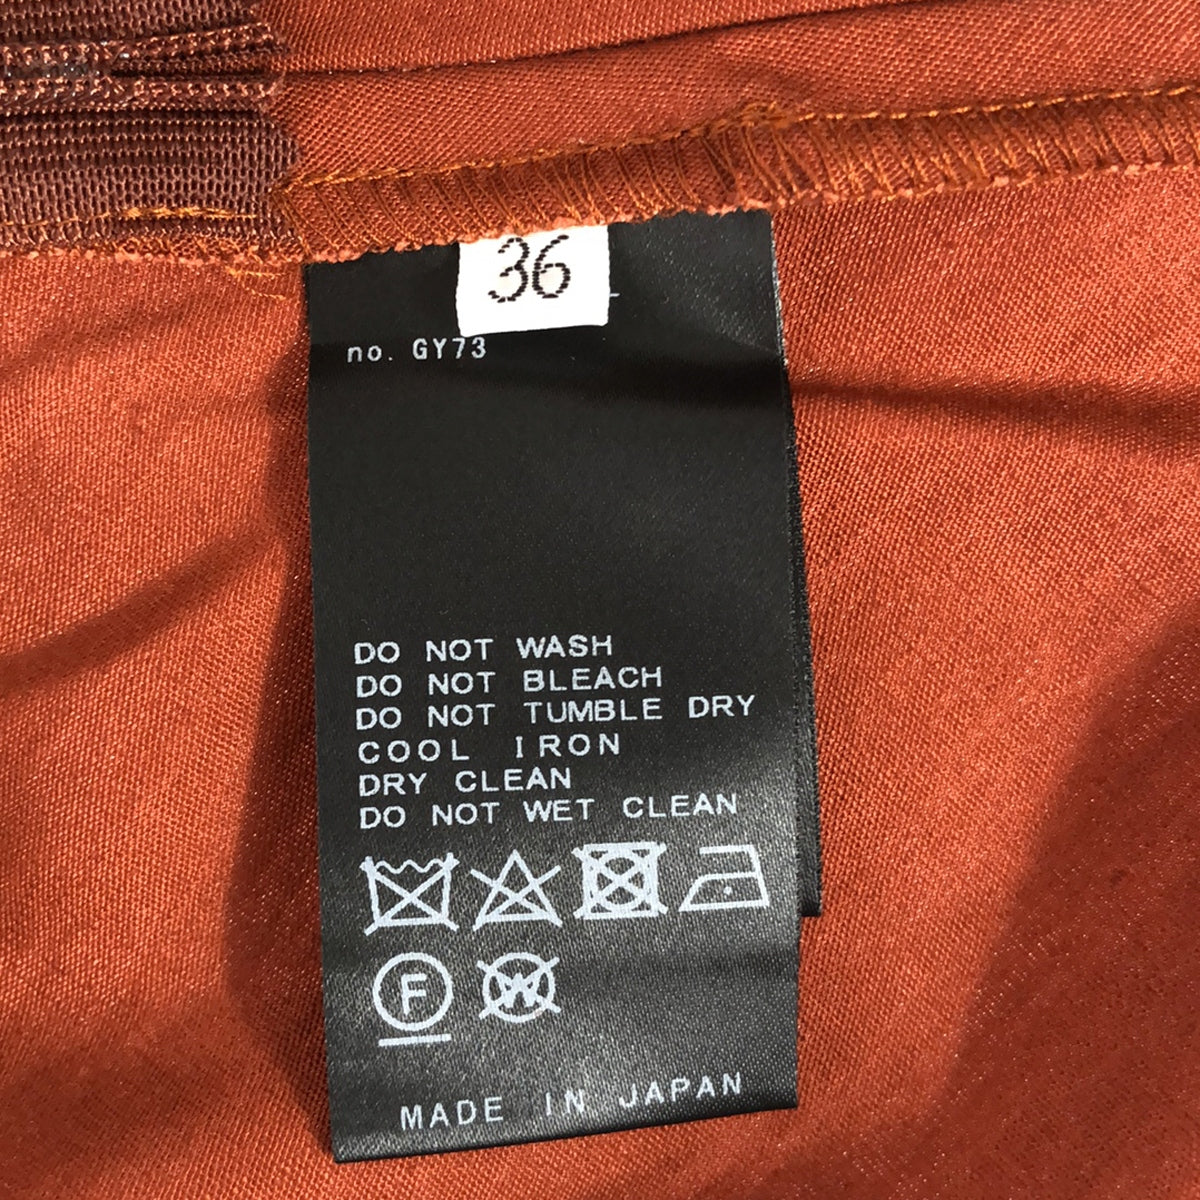 36
no. GY73
DO NOT WASH
DO NOT BLEACH
DO NOT TUMBLE DRY
COOL IRON
DRY CLEAN
DO NOT WET CLEAN
F W
MADE IN JAPAN